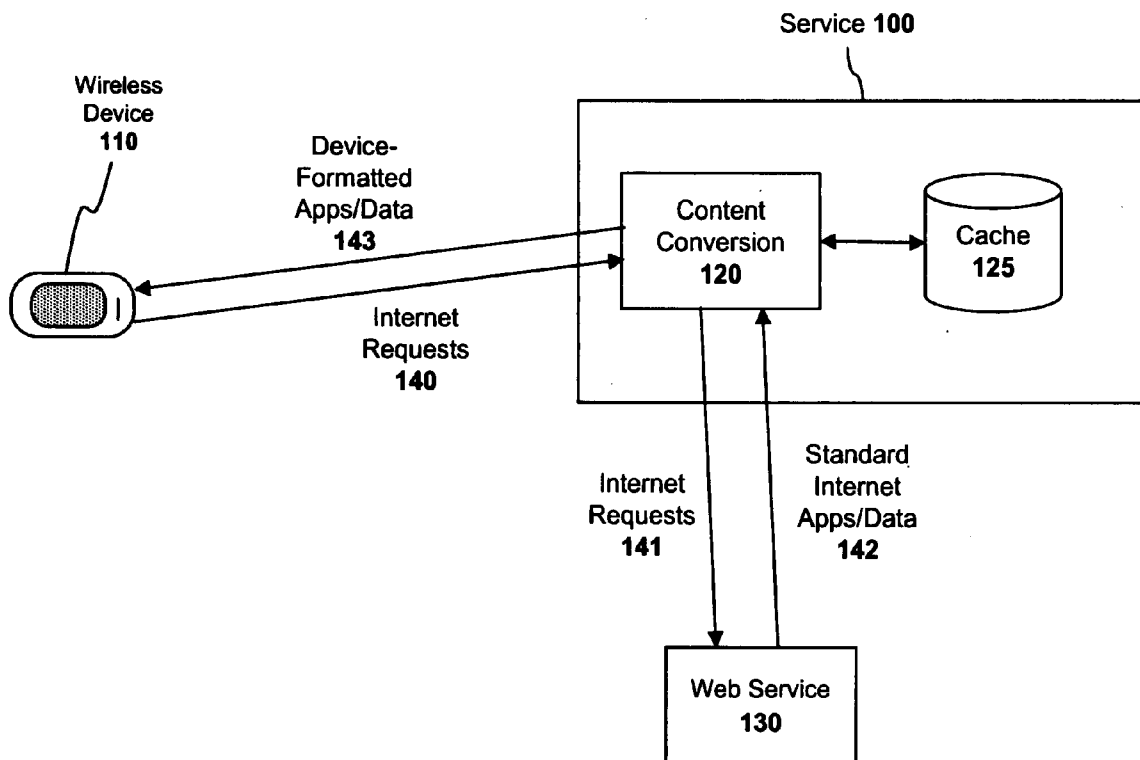 Service 100
Wireless
Device
110
Device-
Formatted
Apps/Data
143
Content
Conversion
120
Cache
125
Internet
Requests
140
Internet
Requests
141
Standard
Internet
Apps/Data
142
Web Service
130